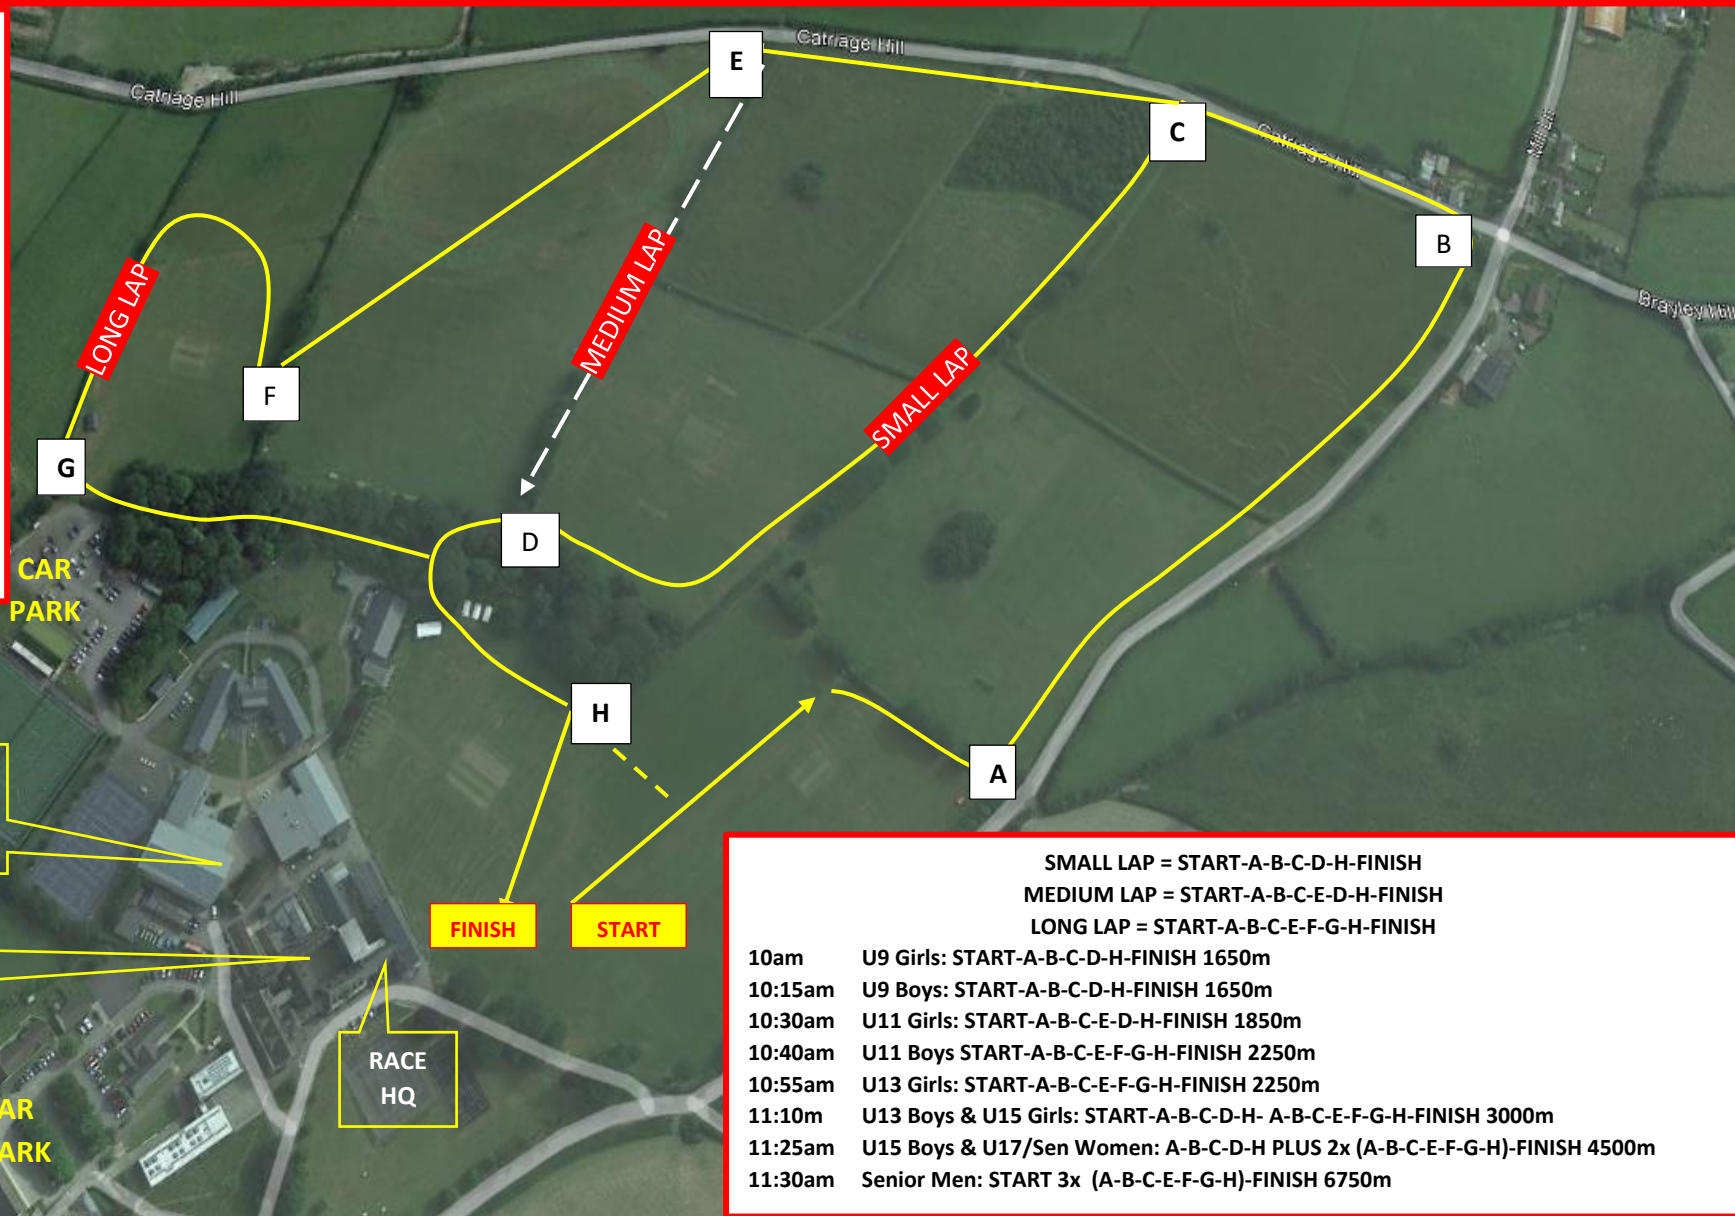 Catriage Hill
E
Catriage Hill
C
Catriage Hill
B
Brayley Hill
LONG LAP
MEDIUM LAP
SMALL LAP
F
G
D
CAR
PARK
H
A
FINISH
START
RACE
HQ
AR
ARK
SMALL LAP = START-A-B-C-D-H-FINISH
MEDIUM LAP = START-A-B-C-E-D-H-FINISH
LONG LAP = START-A-B-C-E-F-G-H-FINISH
10am U9 Girls: START-A-B-C-D-H-FINISH 1650m
10:15am U9 Boys: START-A-B-C-D-H-FINISH 1650m
10:30am U11 Girls: START-A-B-C-E-D-H-FINISH 1850m
10:40am U11 Boys START-A-B-C-E-F-G-H-FINISH 2250m
10:55am U13 Girls: START-A-B-C-E-F-G-H-FINISH 2250m
11:10m U13 Boys & U15 Girls: START-A-B-C-D-H- A-B-C-E-F-G-H-FINISH 3000m
11:25am U15 Boys & U17/Sen Women: A-B-C-D-H PLUS 2x (A-B-C-E-F-G-H)-FINISH 4500m
11:30am Senior Men: START 3x (A-B-C-E-F-G-H)-FINISH 6750m